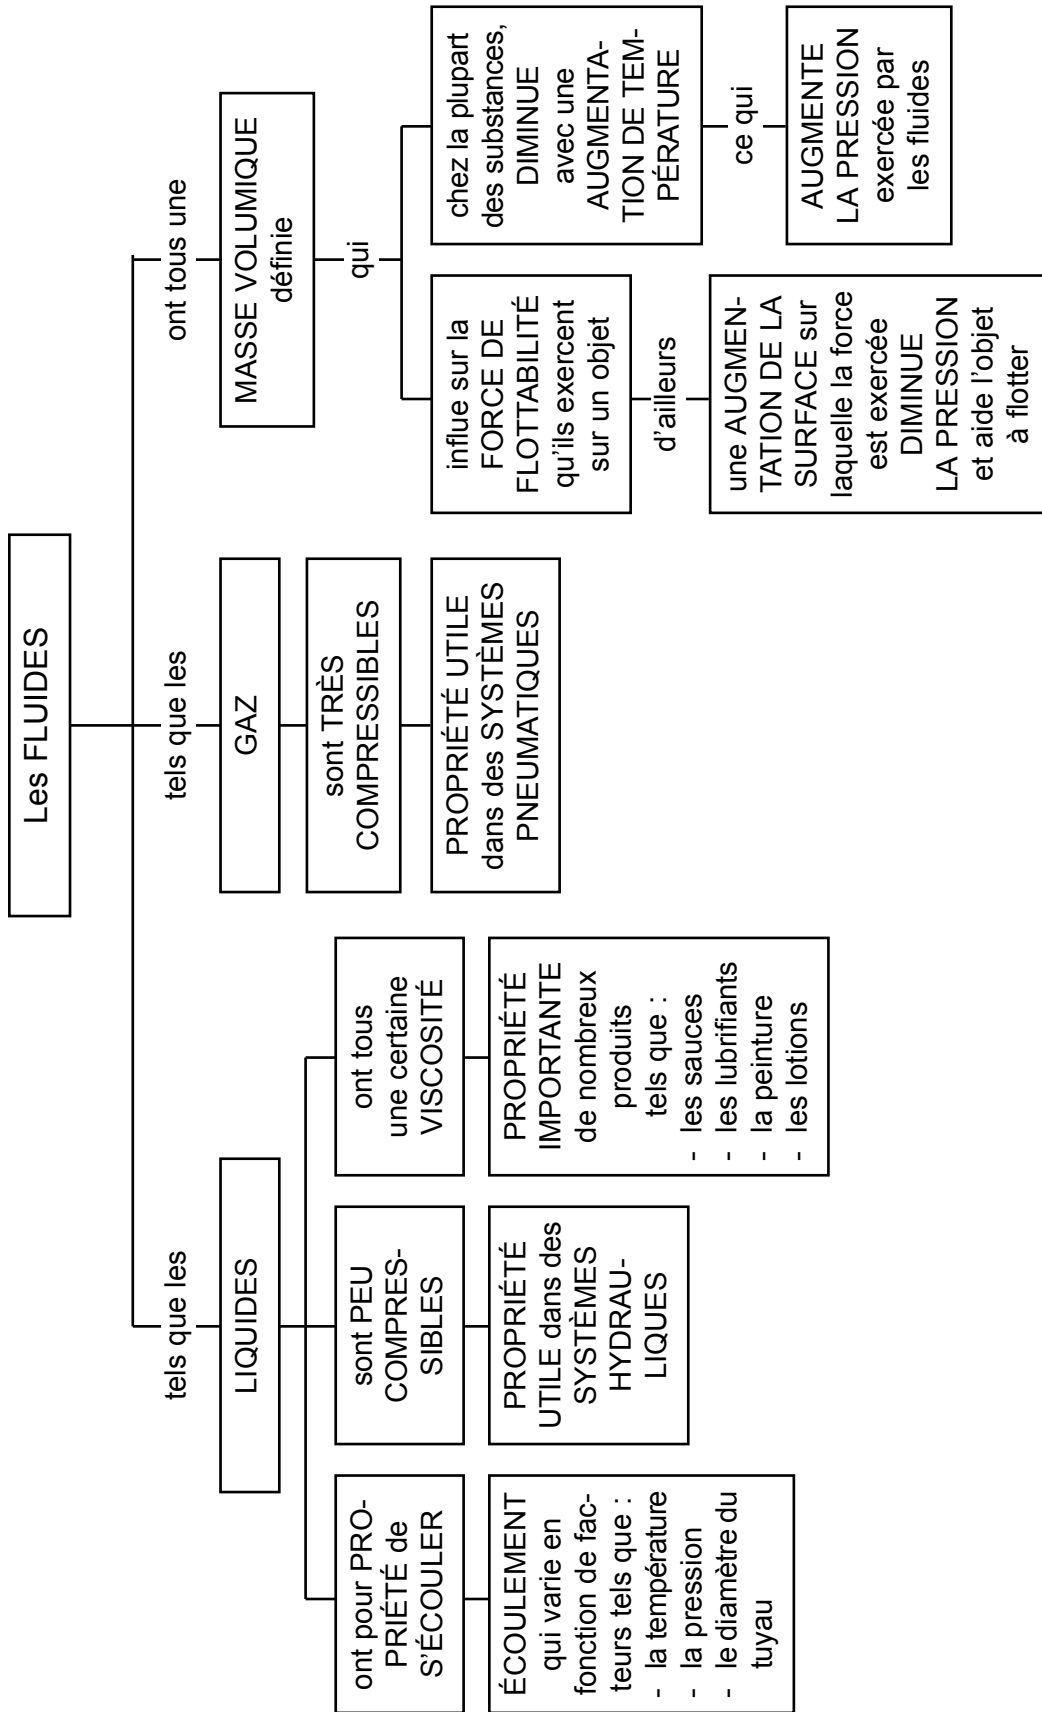 Les FLUIDES
tels que les
LIQUIDES
ont pour PRO-
PRIÉTÉ de
S'ÉCOULER
ÉCOULEMENT
qui varie en
fonction de fac-
teurs tels que :
- la température
- la pression
- le diamètre du
tuyau
sont PEU
COMPRES-
SIBLES
PROPRIÉTÉ
UTILE dans des
SYSTÈMES
HYDRAU-
LIQUES
ont tous
une certaine
VISCOSITÉ
PROPRIÉTÉ
IMPORTANTE
de nombreux
produits
tels que :
- les sauces
- les lubrifiants
- la peinture
- les lotions
tels que les
GAZ
sont TRÈS
COMPRESSIBLES
PROPRIÉTÉ UTILE
dans des SYSTÈMES
PNEUMATIQUES
ont tous une
MASSE VOLUMIQUE
définie
qui
influe sur la
FORCE DE
FLOTTABILITÉ
qu'ils exercent
sur un objet
d'ailleurs
une AUGMEN-
TATION DE LA
SURFACE sur
laquelle la force
est exercée
DIMINUE
LA PRESSION
et aide l'objet
à flotter
chez la plupart
des substances,
DIMINUE
avec une
AUGMENTA-
TION DE TEM-
PÉRATURE
ce qui
AUGMENTE
LA PRESSION
exercée par
les fluides